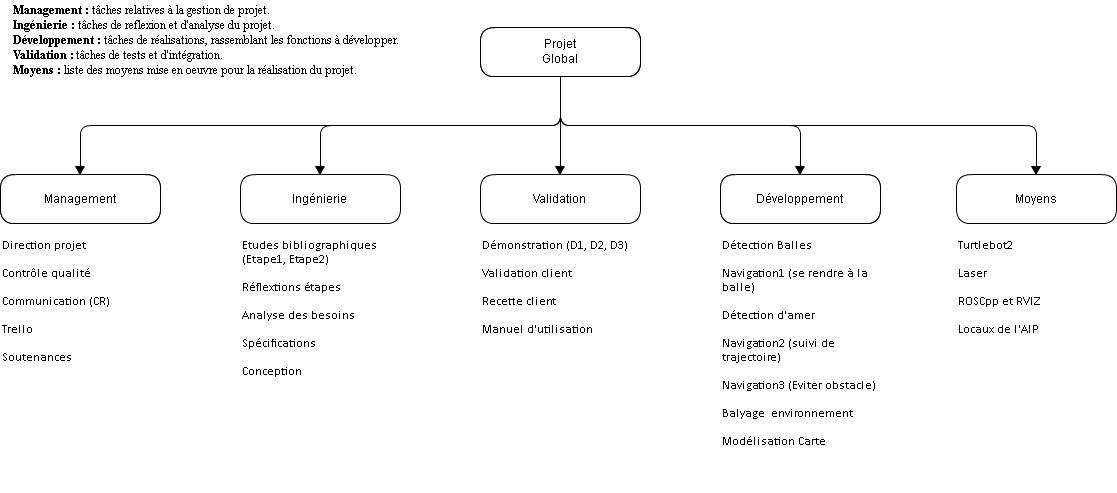 Management : tâches relatives à la gestion de projet.
Ingénierie : tâches de reflexion et d'analyse du projet.
Développement : tâches de réalisations, rassemblant les fonctions à développer.
Validation : tâches de tests et d'intégration.
Moyens : liste des moyens mise en oeuvre pour la réalisation du projet.
Projet
Global
Management
Direction projet
Contrôle qualité
Communication (CR)
Trello
Soutenances
Ingénierie
Etudes bibliographiques
(Etape1, Etape2)
Réflextions étapes
Analyse des besoins
Spécifications
Conception
Validation
Démonstration (D1, D2, D3)
Validation client
Recette client
Manuel d'utilisation
Développement
Détection Balles
Navigation1 (se rendre à la
balle)
Détection d'amer
Navigation2 (suivi de
trajectoire)
Navigation3 (Eviter obstacle)
Balyage environnement
Modélisation Carte
Moyens
Turtlebot2
Laser
ROSCpp et RVIZ
Locaux de l'AIP